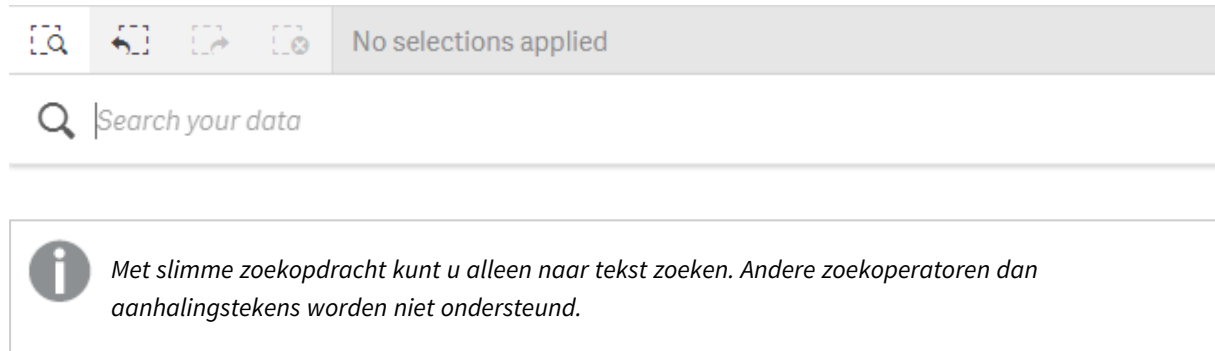 No selections applied
Search your data
Met slimme zoekopdracht kunt u alleen naar tekst zoeken. Andere zoekoperatoren dan
aanhalingstekens worden niet ondersteund.